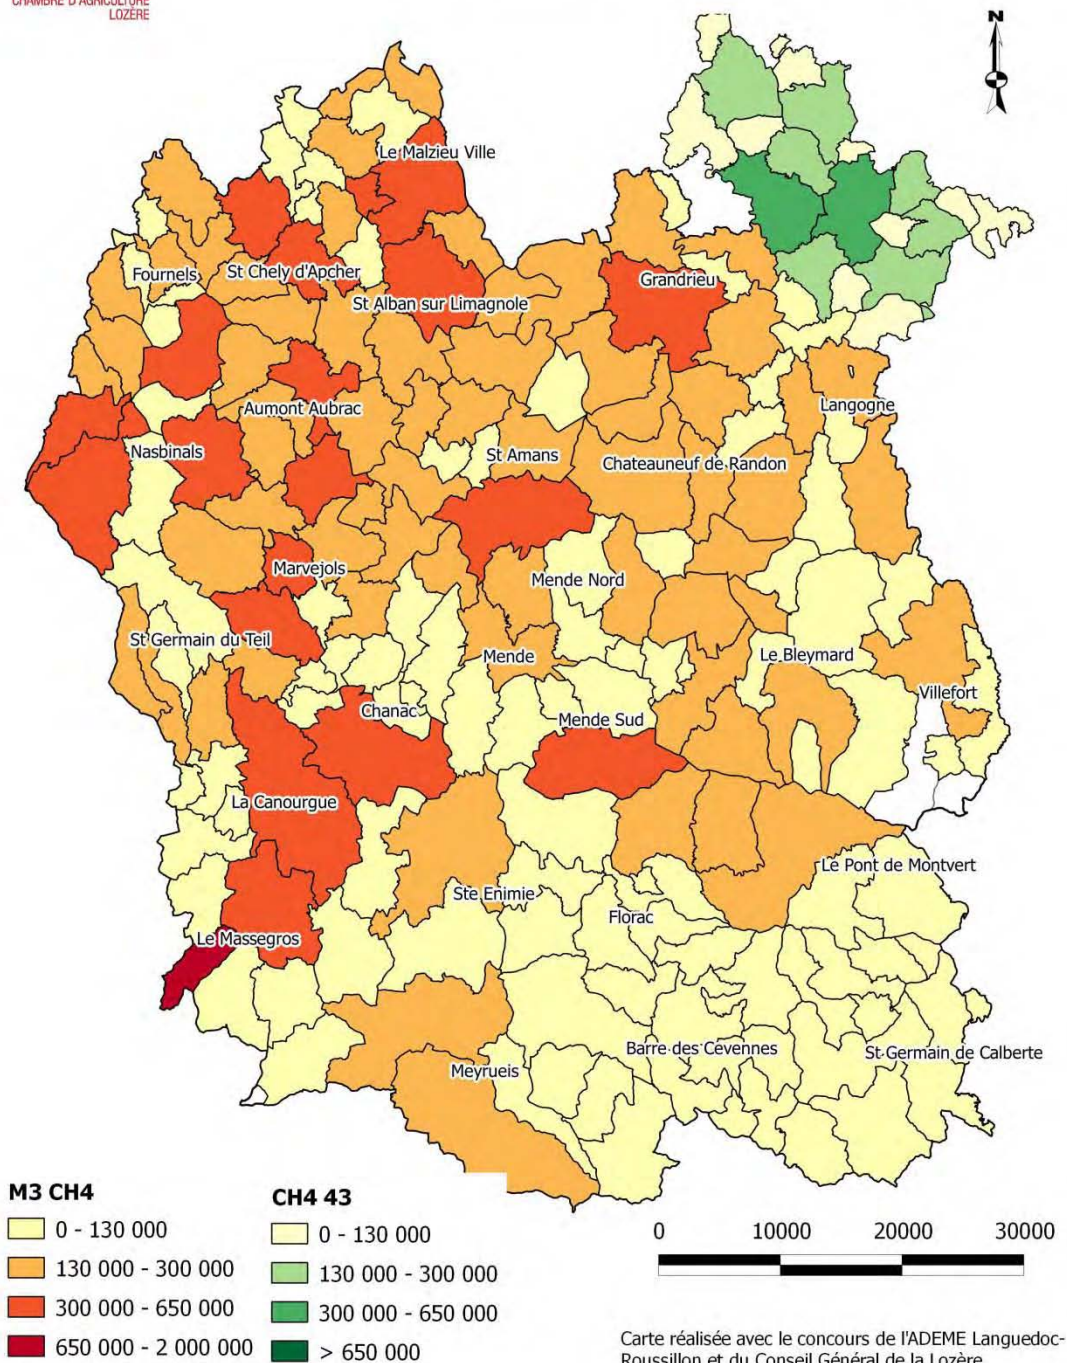 CHAMBRE D'AGRICULTURE
LOZÈRE
N
Le Malzieu Ville
Fournels
St Chely d'Apcher
Grandrieu
St Alban sur Limagnole
Aumont Aubrac
Langogne
Nasbinals
St Amans
Chateauneuf de Randon
Marvejols
Mende Nord
St Germain du Teil
Mende
Le Bleymard
Villefort
Chanac
Mende Sud
La Canourgue
Le Pont de Montvert
Ste Enimie
Florac
Le Massegros
Barre des Cevennes
St Germain de Calberte
Meyrueis
M3 CH4
0 - 130 000
130 000 - 300 000
300 000 - 650 000
650 000 - 2 000 000
CH4 43
0 - 130 000
130 000 - 300 000
300 000 - 650 000
> 650 000
0 10000 20000 30000
Carte réalisée avec le concours de l'ADEME Languedoc-
Roussillon et du Conseil Général de la Lozère